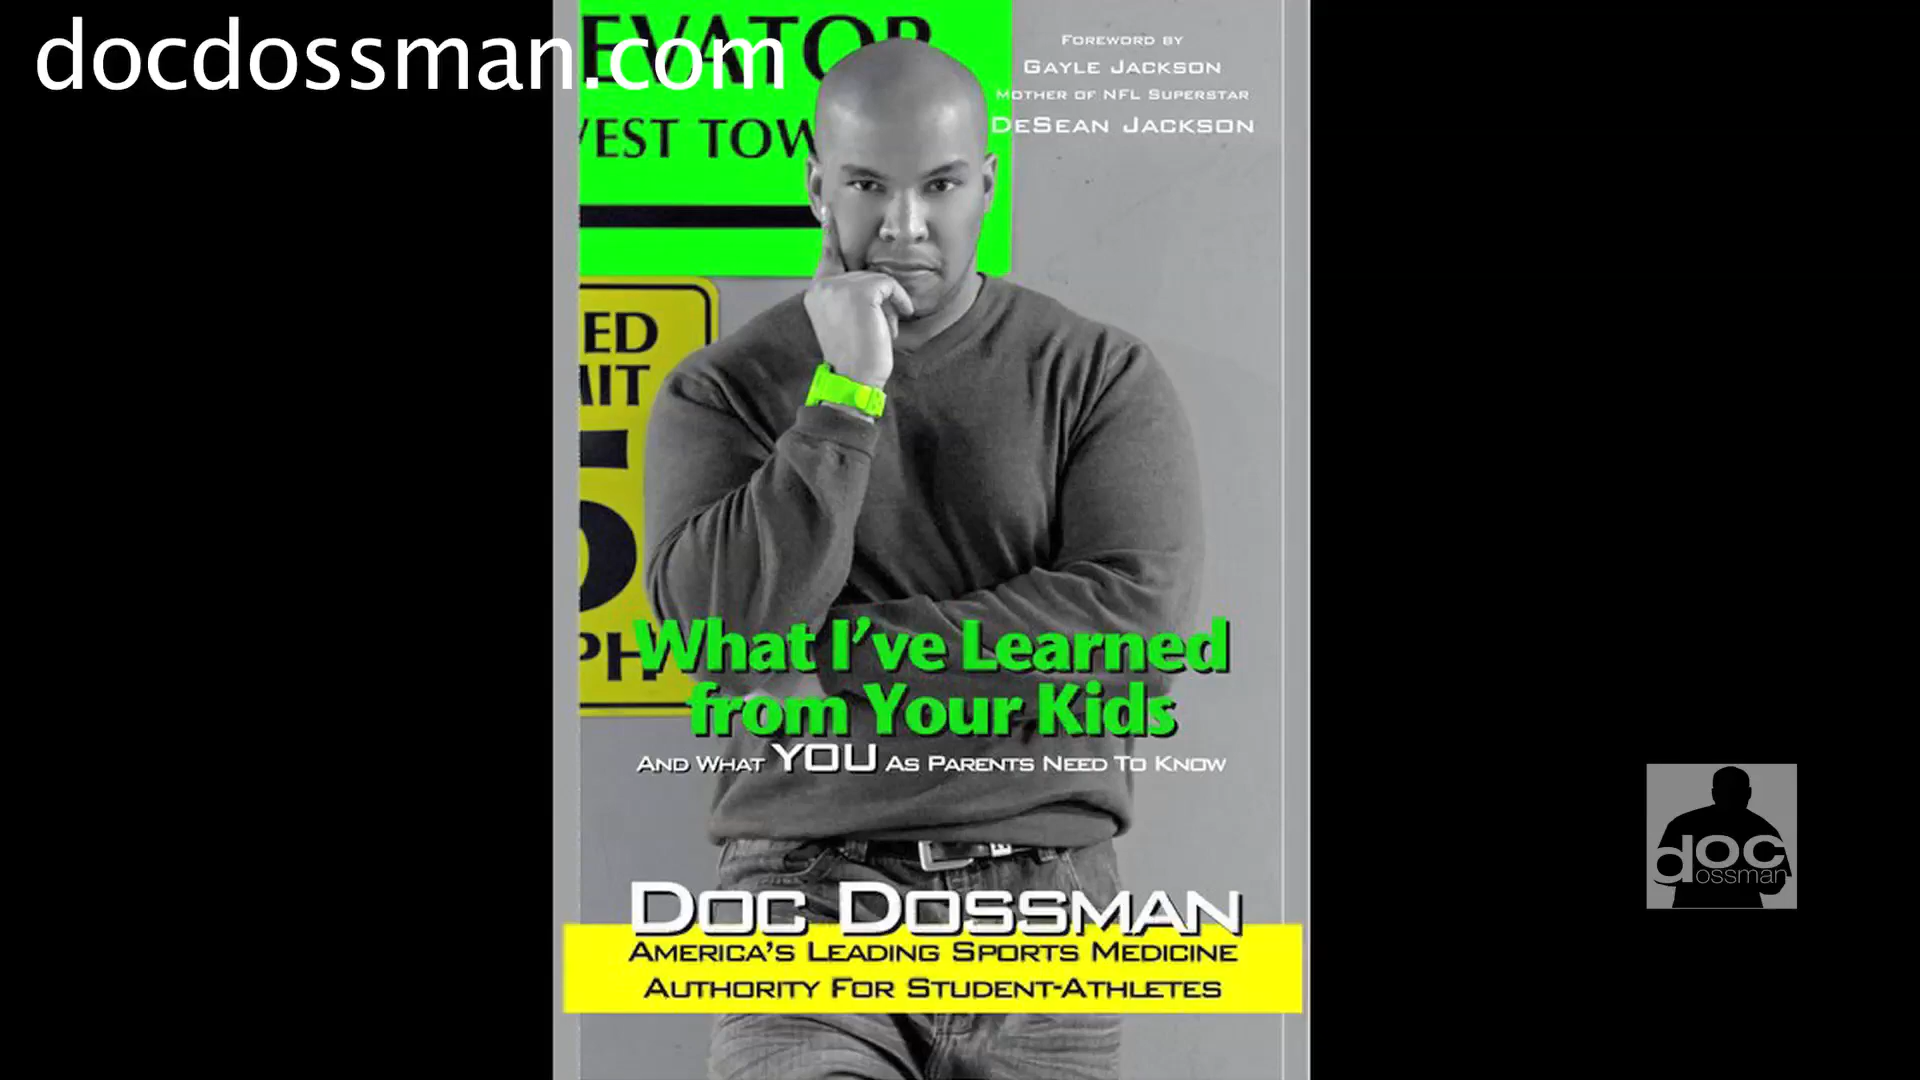 docdossman.com
EVATOR
EST TOW
FOREWORD BY
GAYLE JACKSON
MOTHER OF NFL SUPERSTAR
DESEAN JACKSON
ED
MIT
5
PH
What I've Learned
from Your Kids
AND WHAT YOU AS PARENTS NEED TO KNOW
DOC DOSSMAN
AMERICA'S LEADING SPORTS MEDICINE
AUTHORITY FOR STUDENT-ATHLETES
doc
dossman